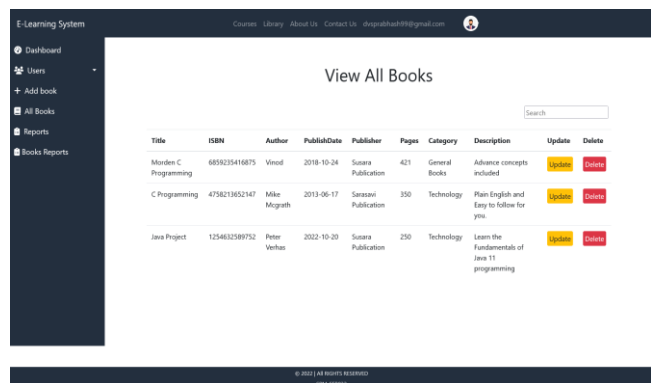 E-Learning System
Courses Library About Us Contact Us dvsprabhash99@gmail.com
Dashboard
Users
+ Add book
All Books
Reports
Books Reports
View All Books
Search
Title ISBN Author PublishDate Publisher Pages Category Description Update Delete
Morden C 6859235416875 Vinod 2018-10-24 Susara 421 General Advance concepts Update Delete
Programming Publication Books included
C Programming 4758213652147 Mike 2013-06-17 Sarasavi 350 Technology Plain English and Update Delete
Mcgrath Publication Easy to follow for
you.
Java Project 1254632589752 Peter 2022-10-20 Susara 250 Technology Learn the Update Delete
Verhas Publication Fundamentals of
Java 11
programming
© 2022 | All RIGHTS RESERVED